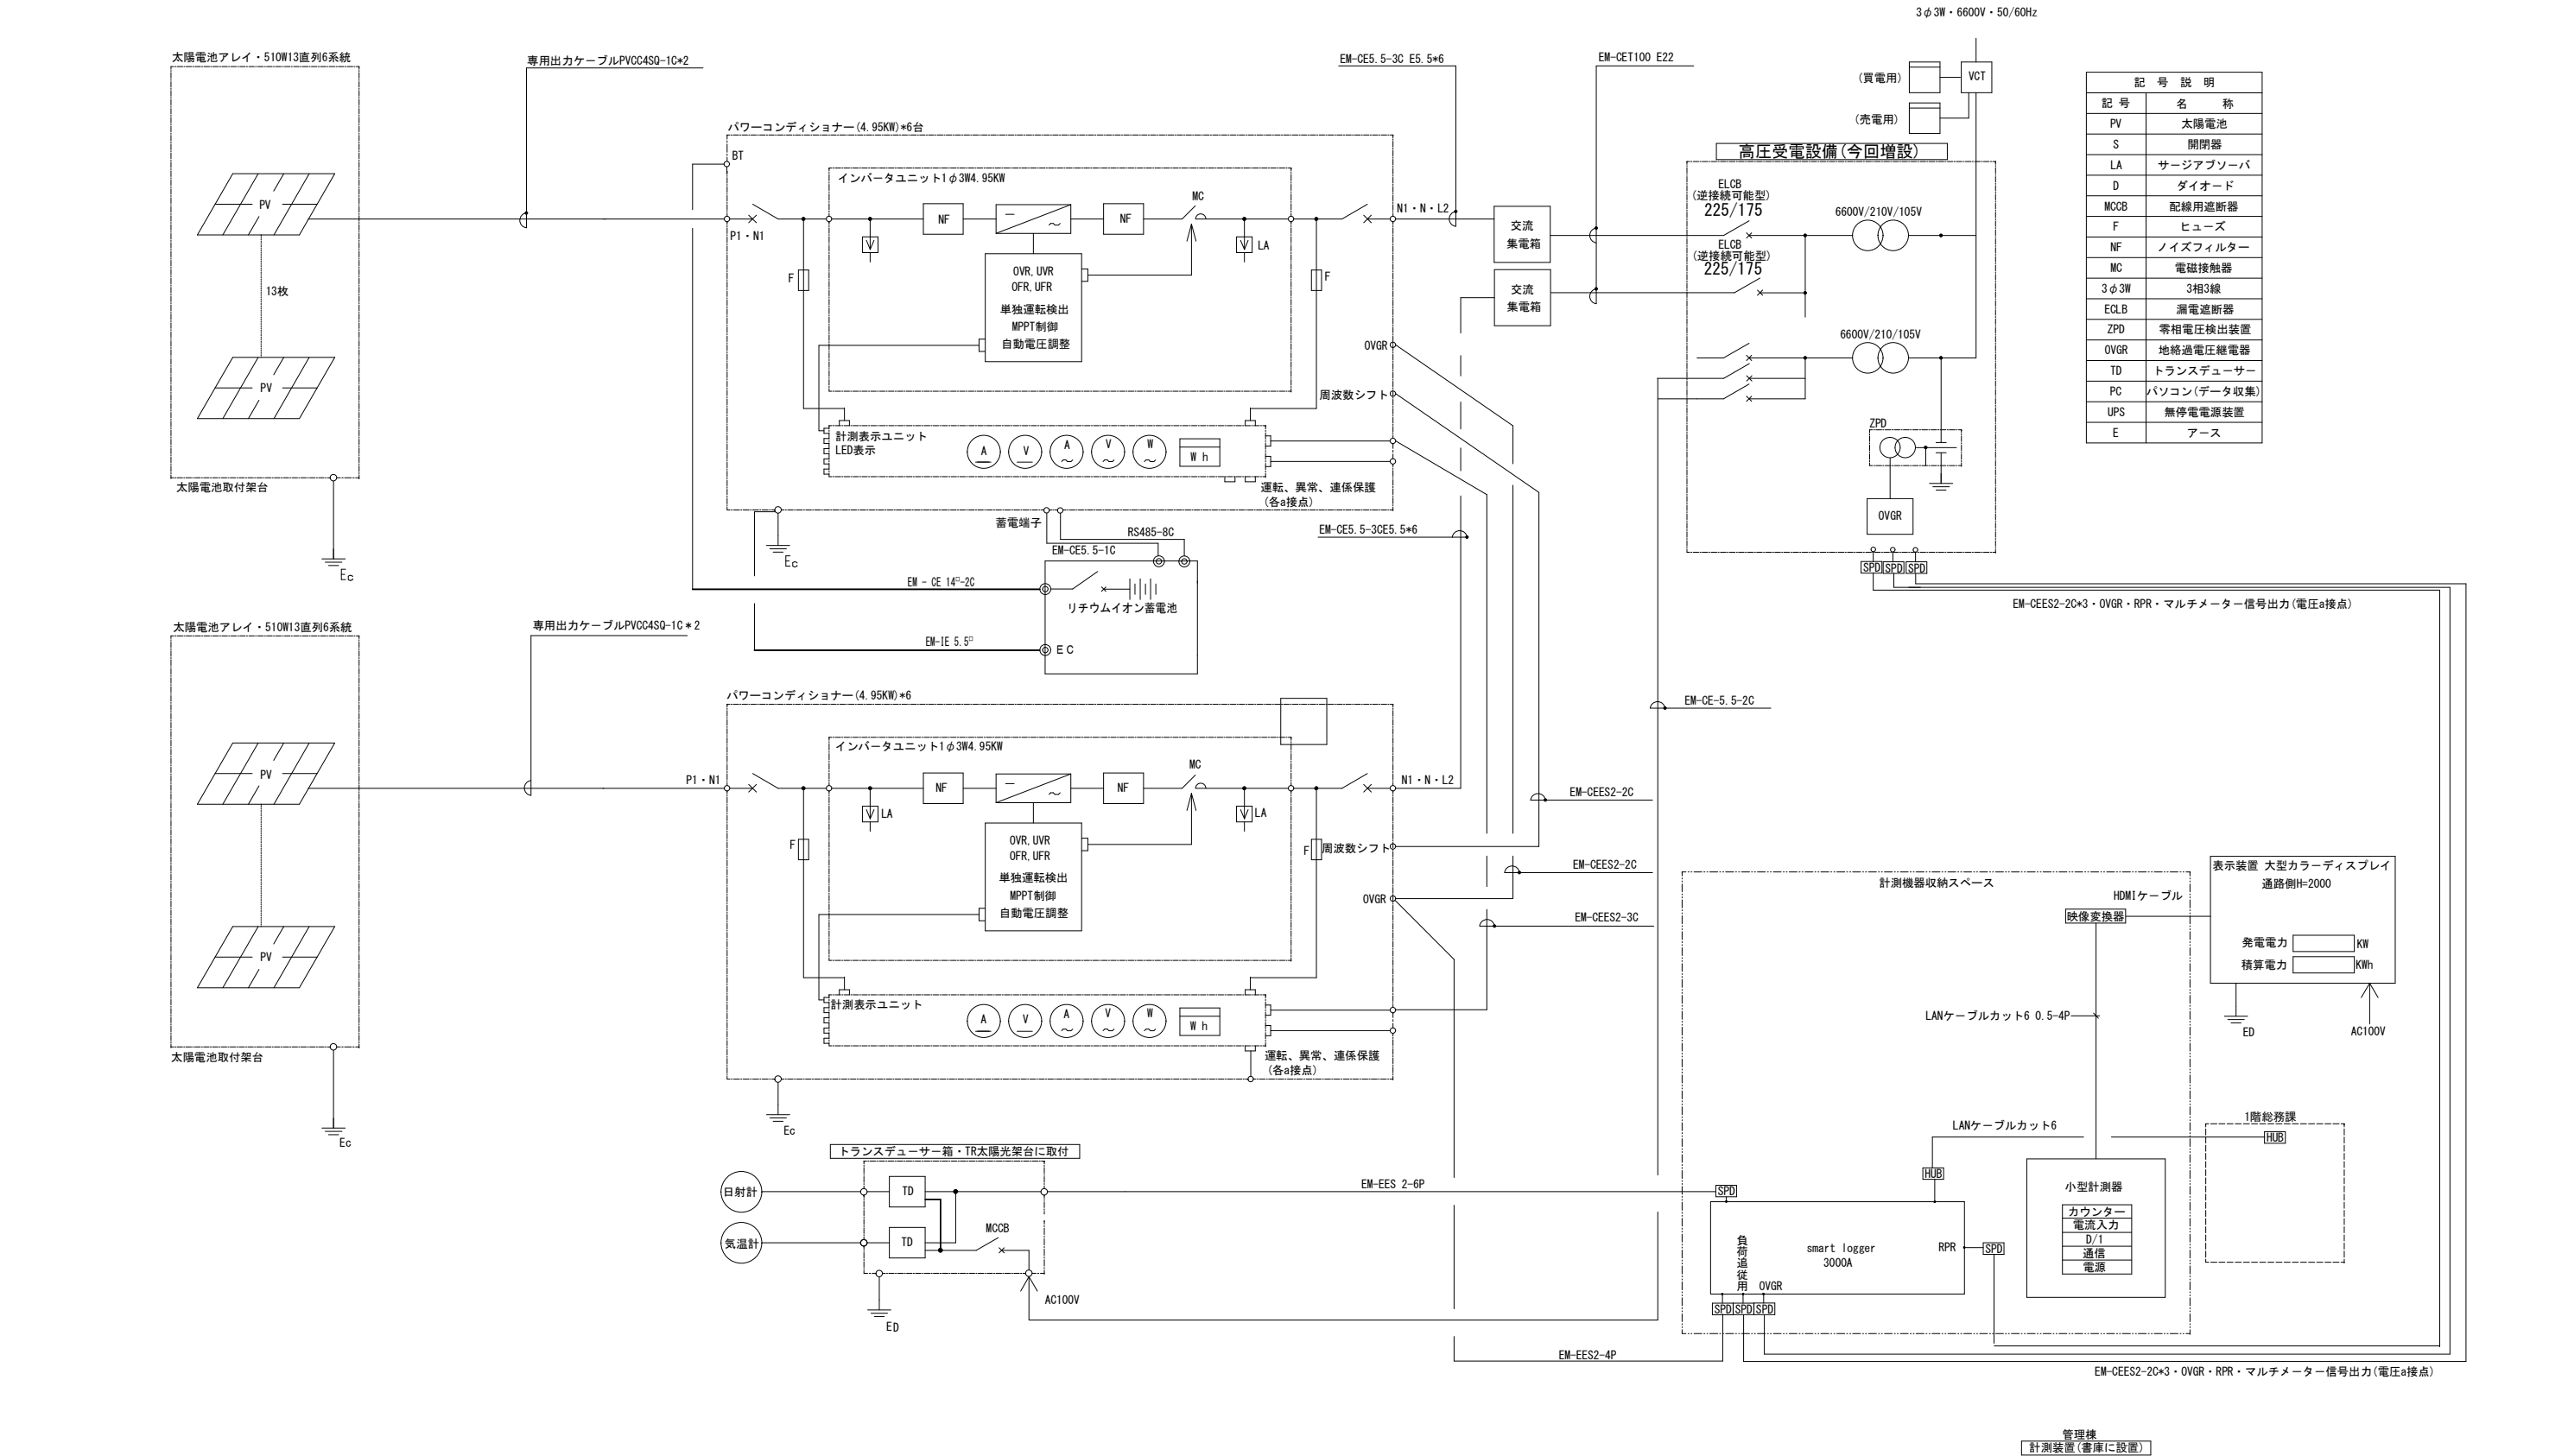 3φ3W・6600V・50/60Hz
太陽電池アレイ・510W13直列6系統
専用出力ケーブルPVCC4SQ-1C*2
EM-CE5.5-3C E5.5*6
EM-CET100 E22
(買電用)
VCT
(売電用)
記 号 説 明
記 号 名 称
PV 太陽電池
S 開閉器
LA サージアブソーバ
D ダイオード
MCCB 配線用遮断器
F ヒューズ
NF ノイズフィルター
MC 電磁接触器
3φ3W 3相3線
ECLB 漏電遮断器
ZPD 零相電圧検出装置
OVGR 地絡過電圧継電器
TD トランスデューサー
PC パソコン(データ収集)
UPS 無停電電源装置
E アース
パワーコンディショナー(4.95KW)*6台
BT
インバータユニット1φ3W4.95KW
PV
13枚
PV
太陽電池取付架台
Ec
P1・N1
NF
NF
MC
LA
N1・N・L2
F
F
OVR,UVR
OFR,UFR
単独運転検出
MPPT制御
自動電圧調整
OVGR
周波数シフト
計測表示ユニット
LED表示
A
V
A
V
W
W h
運転、異常、連係保護
(各a接点)
Ec
蓄電端子
RS485-8C
EM-CE5.5-1C
EM - CE 14□-2C
リチウムイオン蓄電池
EM-IE 5.5□
EC
交流
集電箱
交流
集電箱
EM-CE5.5-3CE5.5*6
高圧受電設備(今回増設)
ELCB
(逆接続可能型)
225/175
6600V/210V/105V
ELCB
(逆接続可能型)
225/175
6600V/210/105V
ZPD
OVGR
SPD
SPD
SPD
EM-CEES2-2C*3・OVGR・RPR・マルチメーター信号出力(電圧a接点)
太陽電池アレイ・510W13直列6系統
専用出力ケーブルPVCC4SQ-1C*2
パワーコンディショナー(4.95KW)*6
インバータユニット1φ3W4.95KW
PV
PV
太陽電池取付架台
Ec
P1・N1
LA
NF
NF
MC
LA
N1・N・L2
F
F
OVR,UVR
OFR,UFR
単独運転検出
MPPT制御
自動電圧調整
周波数シフト
OVGR
計測表示ユニット
A
V
A
V
W
W h
運転、異常、連係保護
(各a接点)
Ec
EM-CE-5.5-2C
EM-CEES2-2C
EM-CEES2-2C
EM-CEES2-3C
計測機器収納スペース
HDMIケーブル
映像変換器
表示装置 大型カラーディスプレイ
通路側H=2000
発電電力 KW
積算電力 KWh
ED
AC100V
LANケーブルカット6 0.5-4P
LANケーブルカット6
1階総務課
HUB
HUB
小型計測器
カウンター
電流入力
D/1
通信
電源
トランスデューサー箱・TR太陽光架台に取付
日射計
TD
気温計
TD
MCCB
AC100V
ED
EM-EES 2-6P
SPD
smart logger
3000A
RPR
SPD
負荷追従用
OVGR
SPD
SPD
SPD
EM-EES2-4P
EM-CEES2-2C*3・OVGR・RPR・マルチメーター信号出力(電圧a接点)
管理棟
計測装置(書庫に設置)